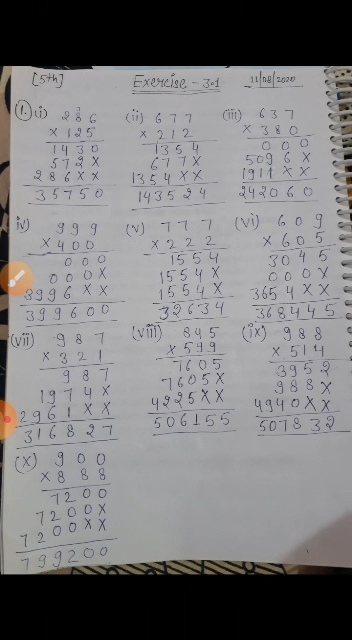 [5th] Exercise - 3.1 11/08/2020
1. (i) 286 (ii) 677 (iii) 637
×125 ×212 ×380
1430 1354 000
572× 677× 5096×
286×× 1354×× 1911××
35750 143524 242060
iv) 999 (v) 777 (vi) 609
×400 ×222 ×605
000 1554 3045
000× 1554× 000×
3996×× 1554× 3654××
399600 32634 368445
(vii) 987 (viii) 845 (ix) 988
×321 ×599 ×514
987 7605 3952
1974× 7605× 988×
2961×× 4225×× 4940××
316827 506155 507832
(x) 900
×888
7200
7200×
7200××
799200